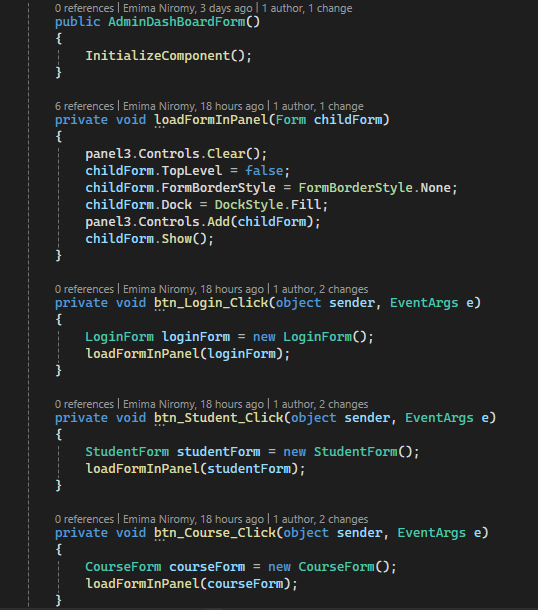 0 references | Emima Niromy, 3 days ago | 1 author, 1 change
public AdminDashBoardForm()
{
InitializeComponent();
}
6 references | Emima Niromy, 18 hours ago | 1 author, 1 change
private void loadFormInPanel(Form childForm)
{
panel3.Controls.Clear();
childForm.TopLevel = false;
childForm.FormBorderStyle = FormBorderStyle.None;
childForm.Dock = DockStyle.Fill;
panel3.Controls.Add(childForm);
childForm.Show();
}
0 references | Emima Niromy, 18 hours ago | 1 author, 2 changes
private void btn_Login_Click(object sender, EventArgs e)
{
LoginForm loginForm = new LoginForm();
loadFormInPanel(loginForm);
}
0 references | Emima Niromy, 18 hours ago | 1 author, 2 changes
private void btn_Student_Click(object sender, EventArgs e)
{
StudentForm studentForm = new StudentForm();
loadFormInPanel(studentForm);
}
0 references | Emima Niromy, 18 hours ago | 1 author, 2 changes
private void btn_Course_Click(object sender, EventArgs e)
{
CourseForm courseForm = new CourseForm();
loadFormInPanel(courseForm);
}